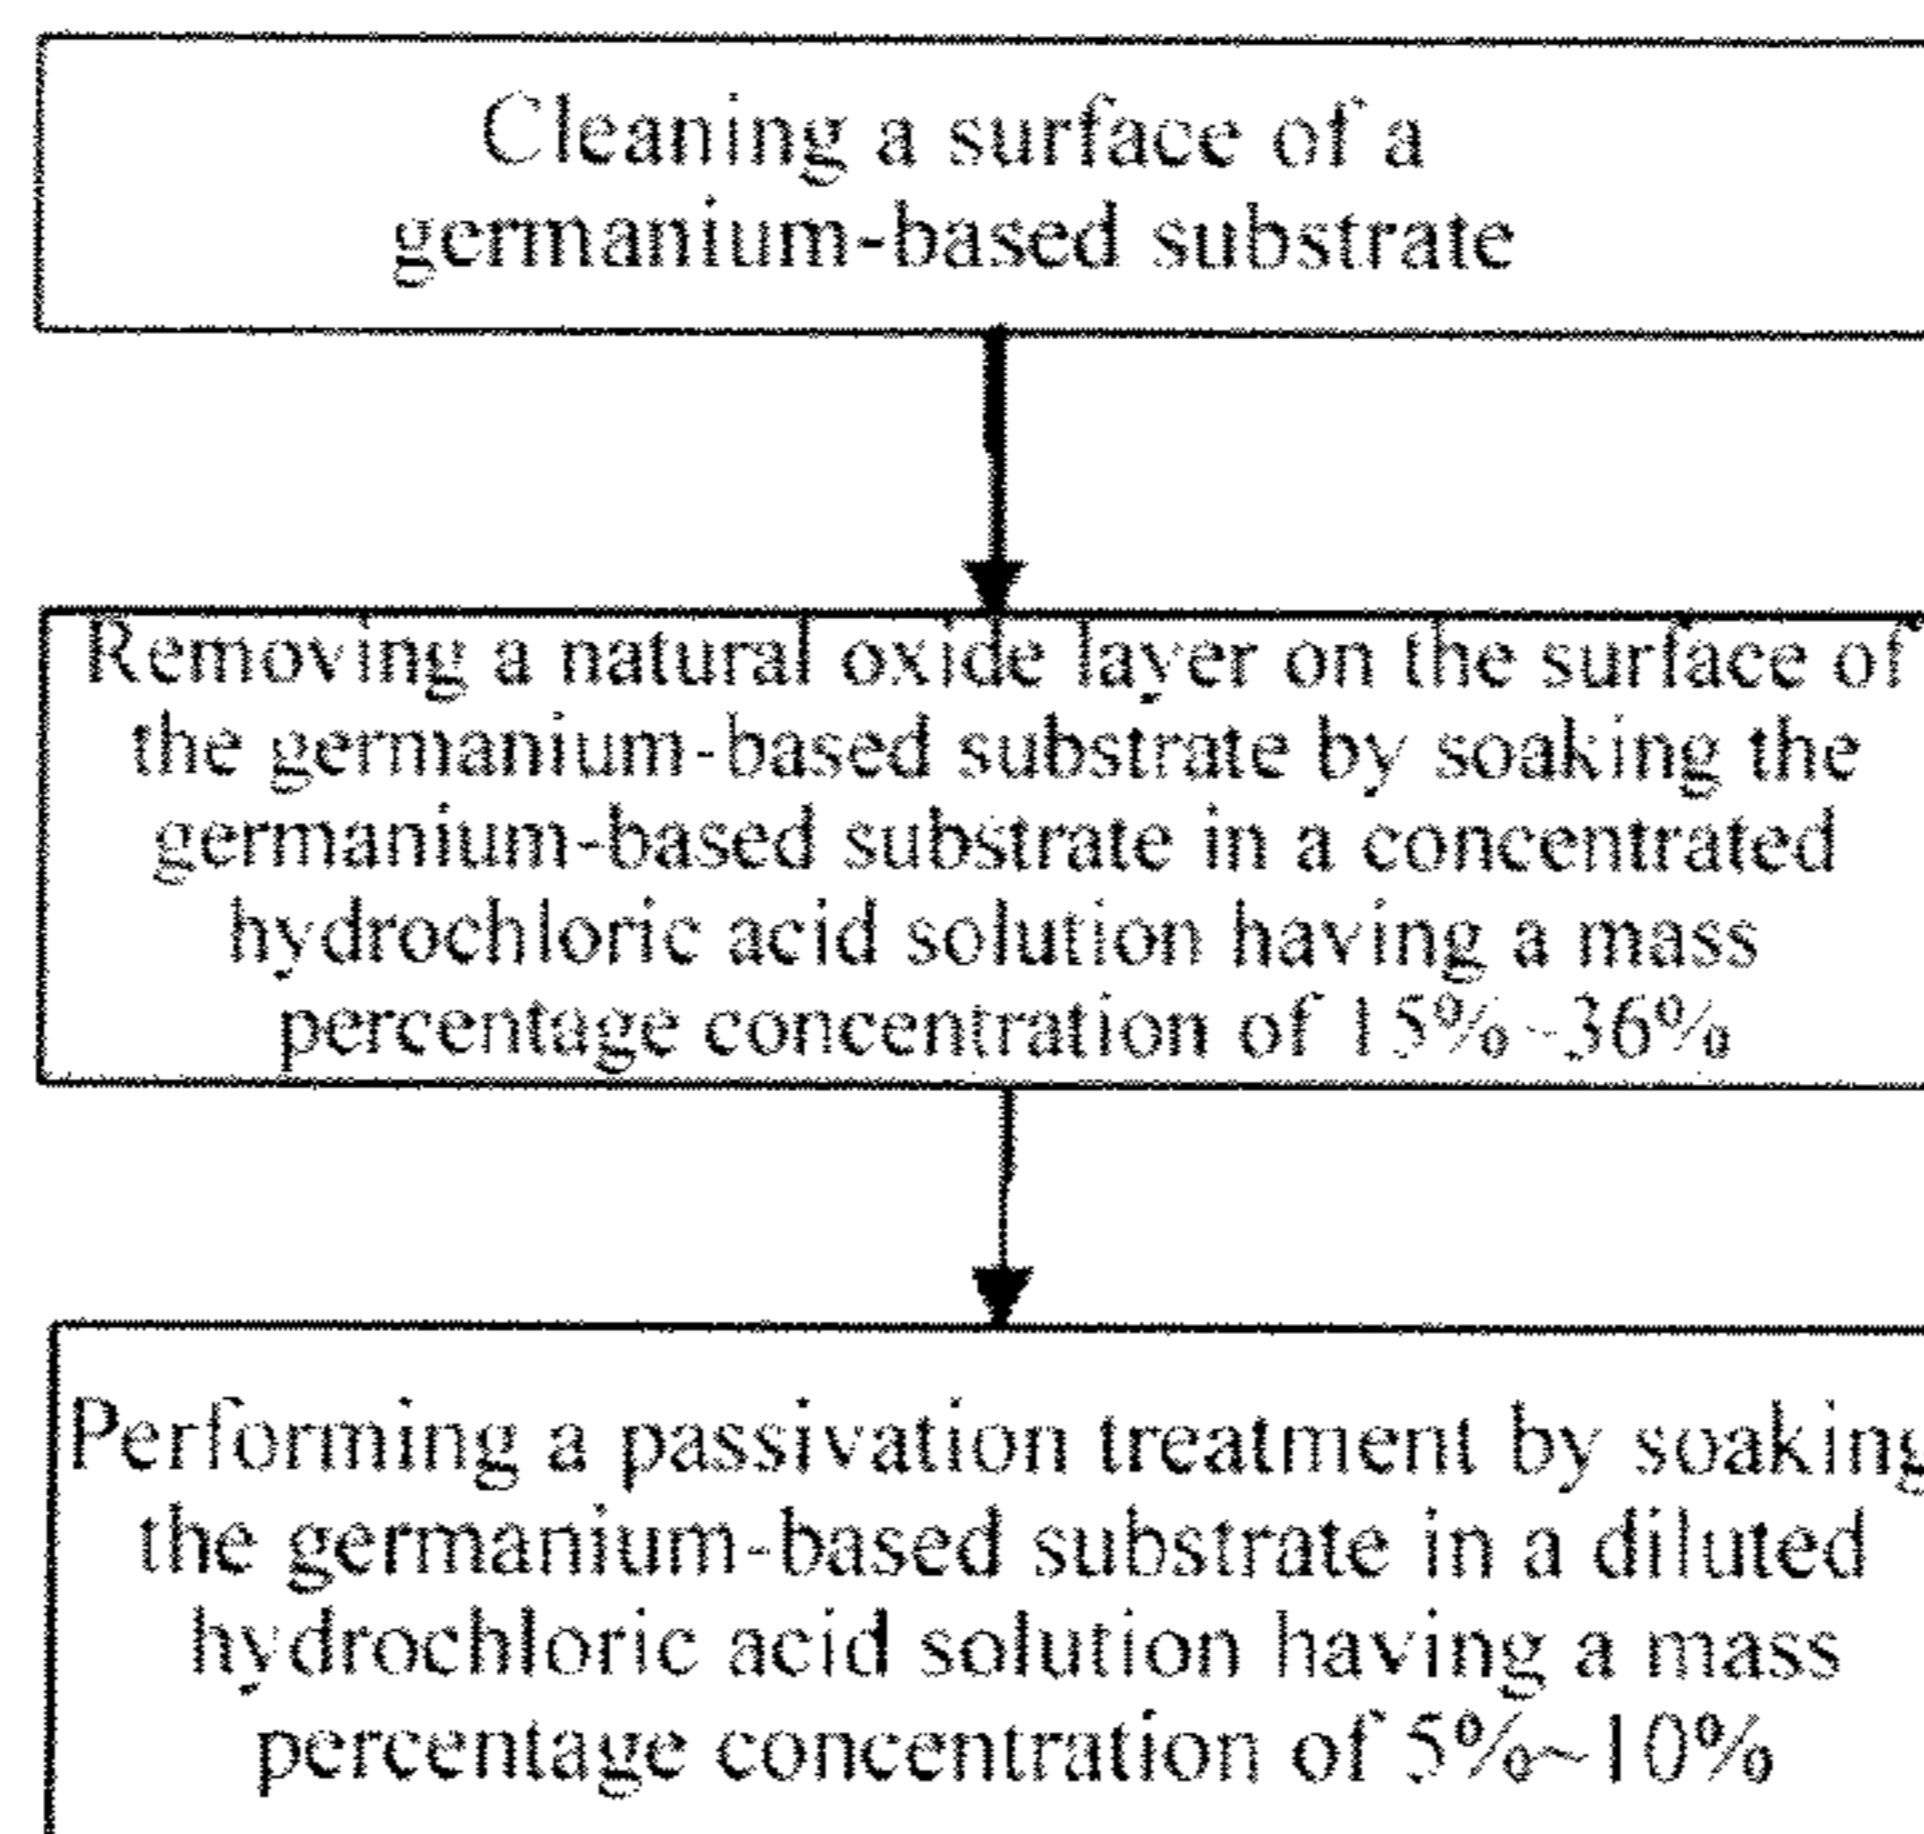 Cleaning a surface of a
germanium-based substrate
Removing a natural oxide layer on the surface of
the germanium-based substrate by soaking the
germanium-based substrate in a concentrated
hydrochloric acid solution having a mass
percentage concentration of 15%~36%
Performing a passivation treatment by soaking
the germanium-based substrate in a diluted
hydrochloric acid solution having a mass
percentage concentration of 5%~10%